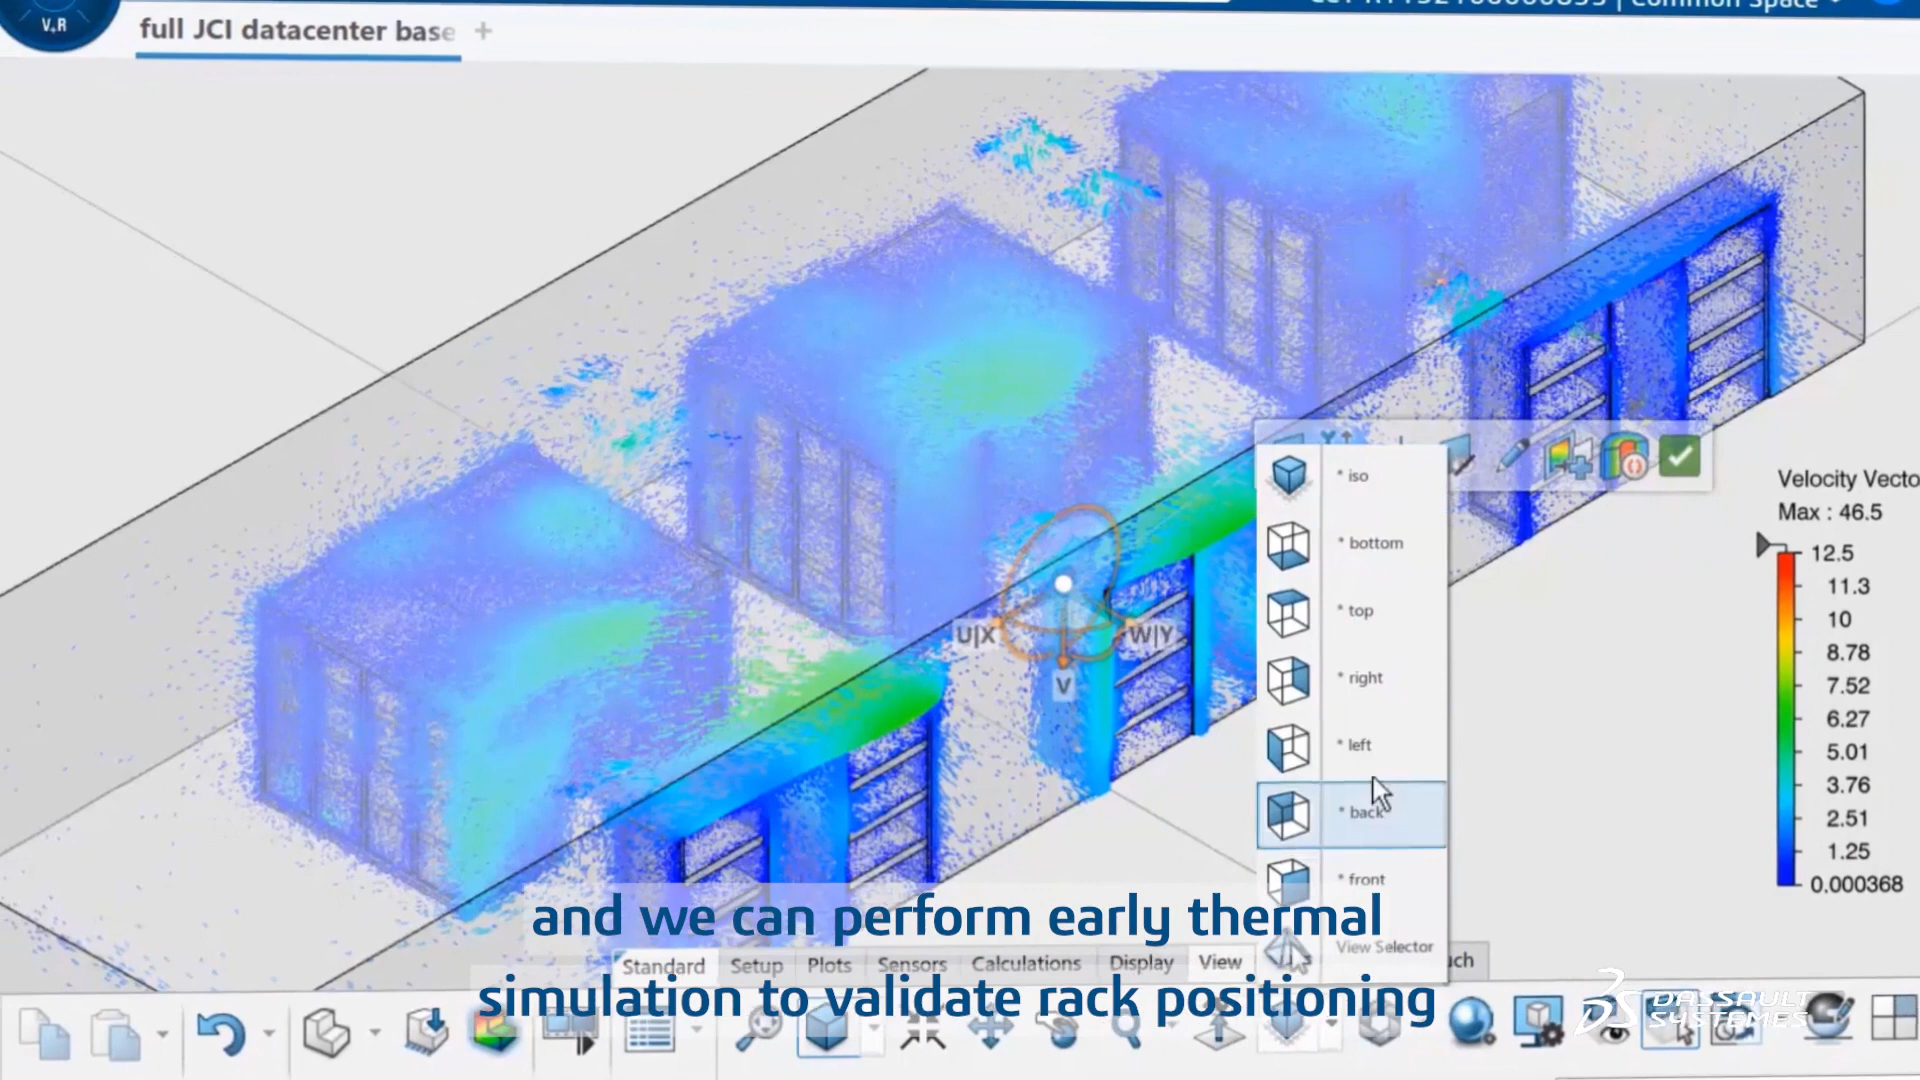 V+R
full JCI datacenter base +
Common Space
Velocity Vecto
Max : 46.5
12.5
11.3
10
8.78
7.52
6.27
5.01
3.76
2.51
1.25
0.000368
* iso
* bottom
* top
* right
* left
* back
* front
View Selector
U|X
W|Y
V
and we can perform early thermal
simulation to validate rack positioning
Standard Setup Plots Sensors Calculations Display View uch
DASSAULT
SYSTEMES